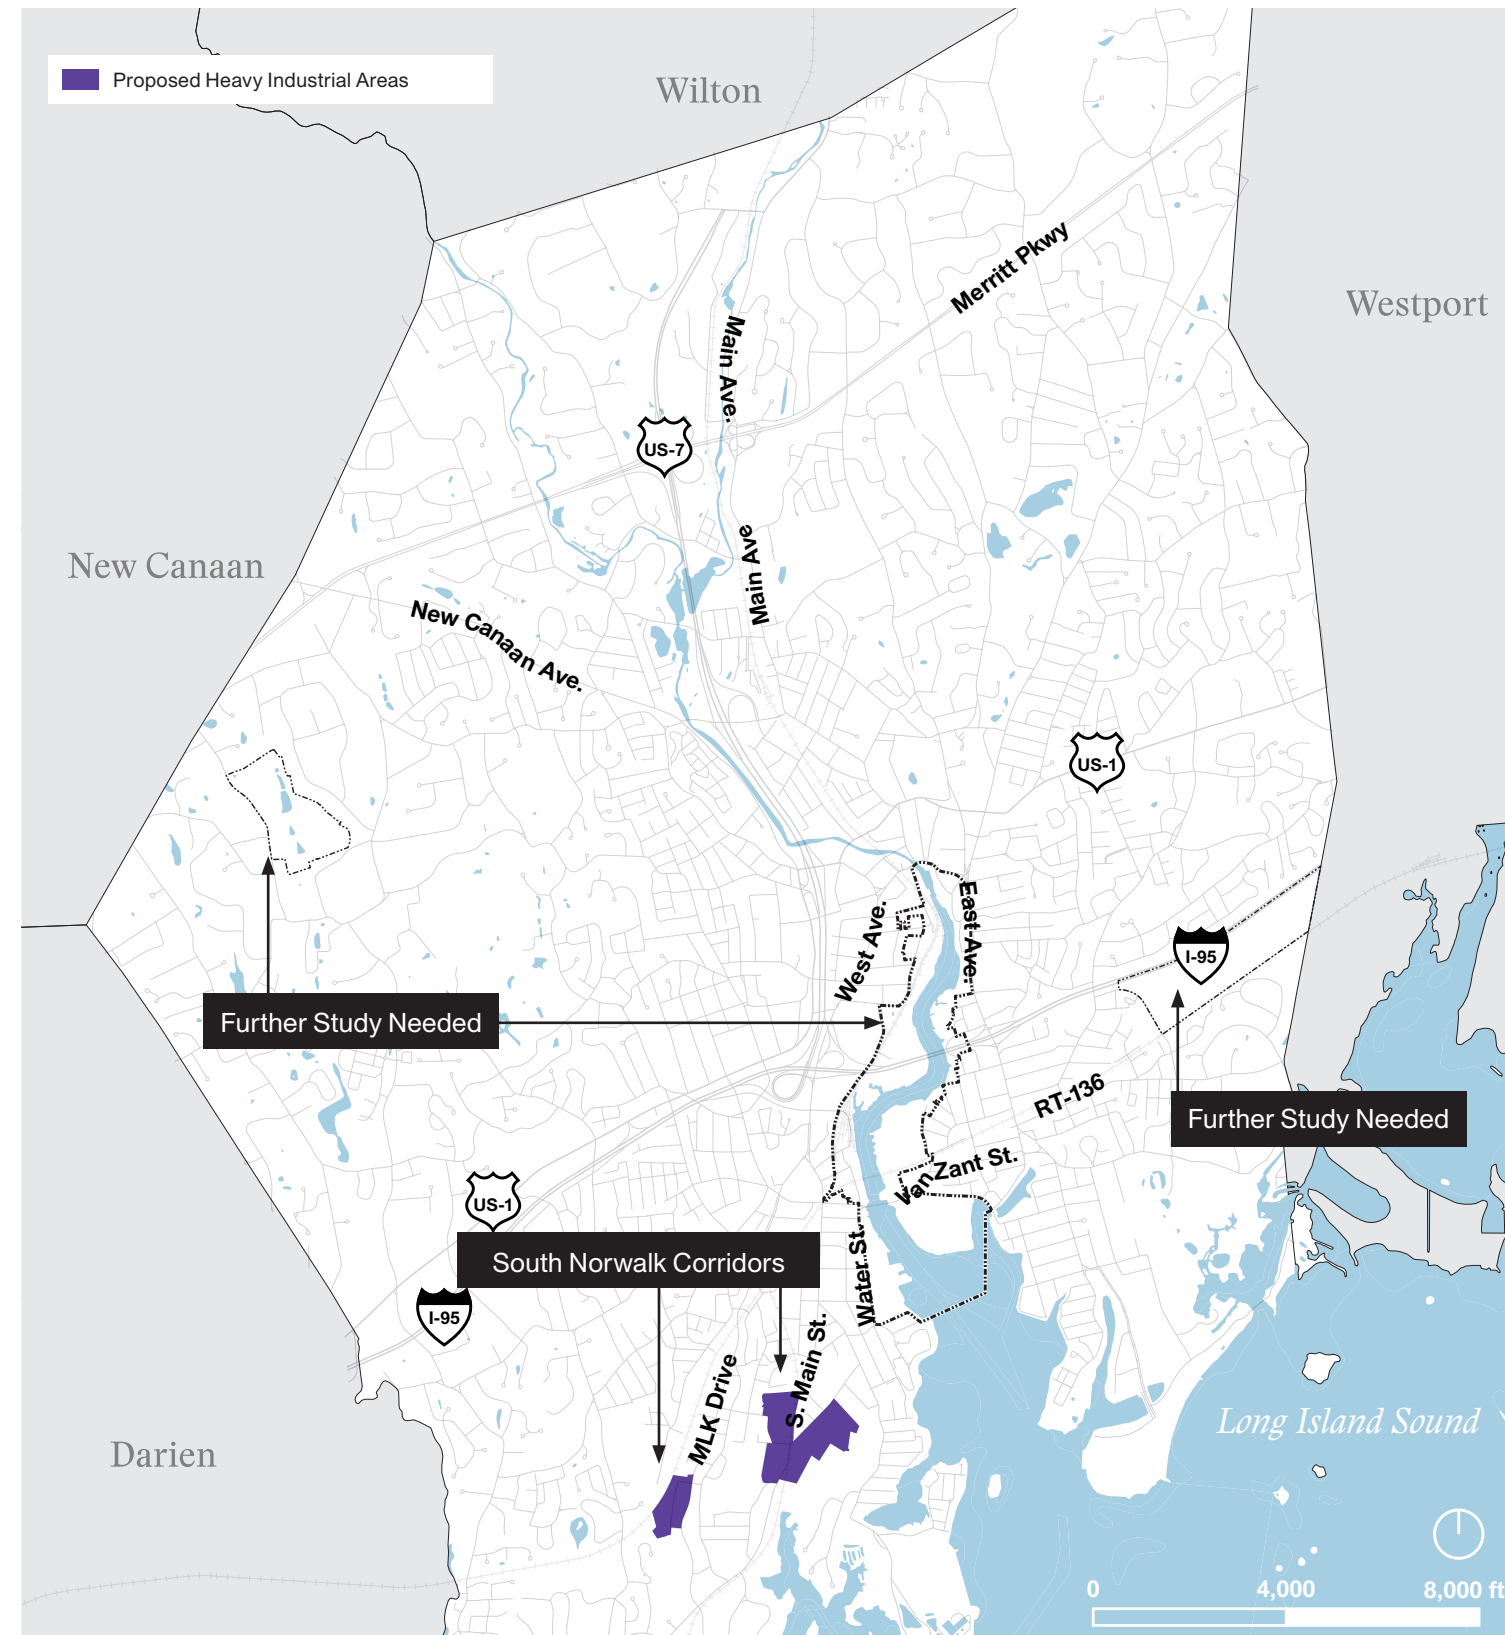 Proposed Heavy Industrial Areas
Wilton
Westport
Merritt Pkwy
Main Ave.
US-7
Main Ave
New Canaan
New Canaan Ave.
US-1
East Ave.
West Ave.
I-95
Further Study Needed
RT-136
Further Study Needed
Van Zant St.
US-1
Water St.
South Norwalk Corridors
I-95
S. Main St.
MLK Drive
Long Island Sound
Darien
0 4,000 8,000 ft